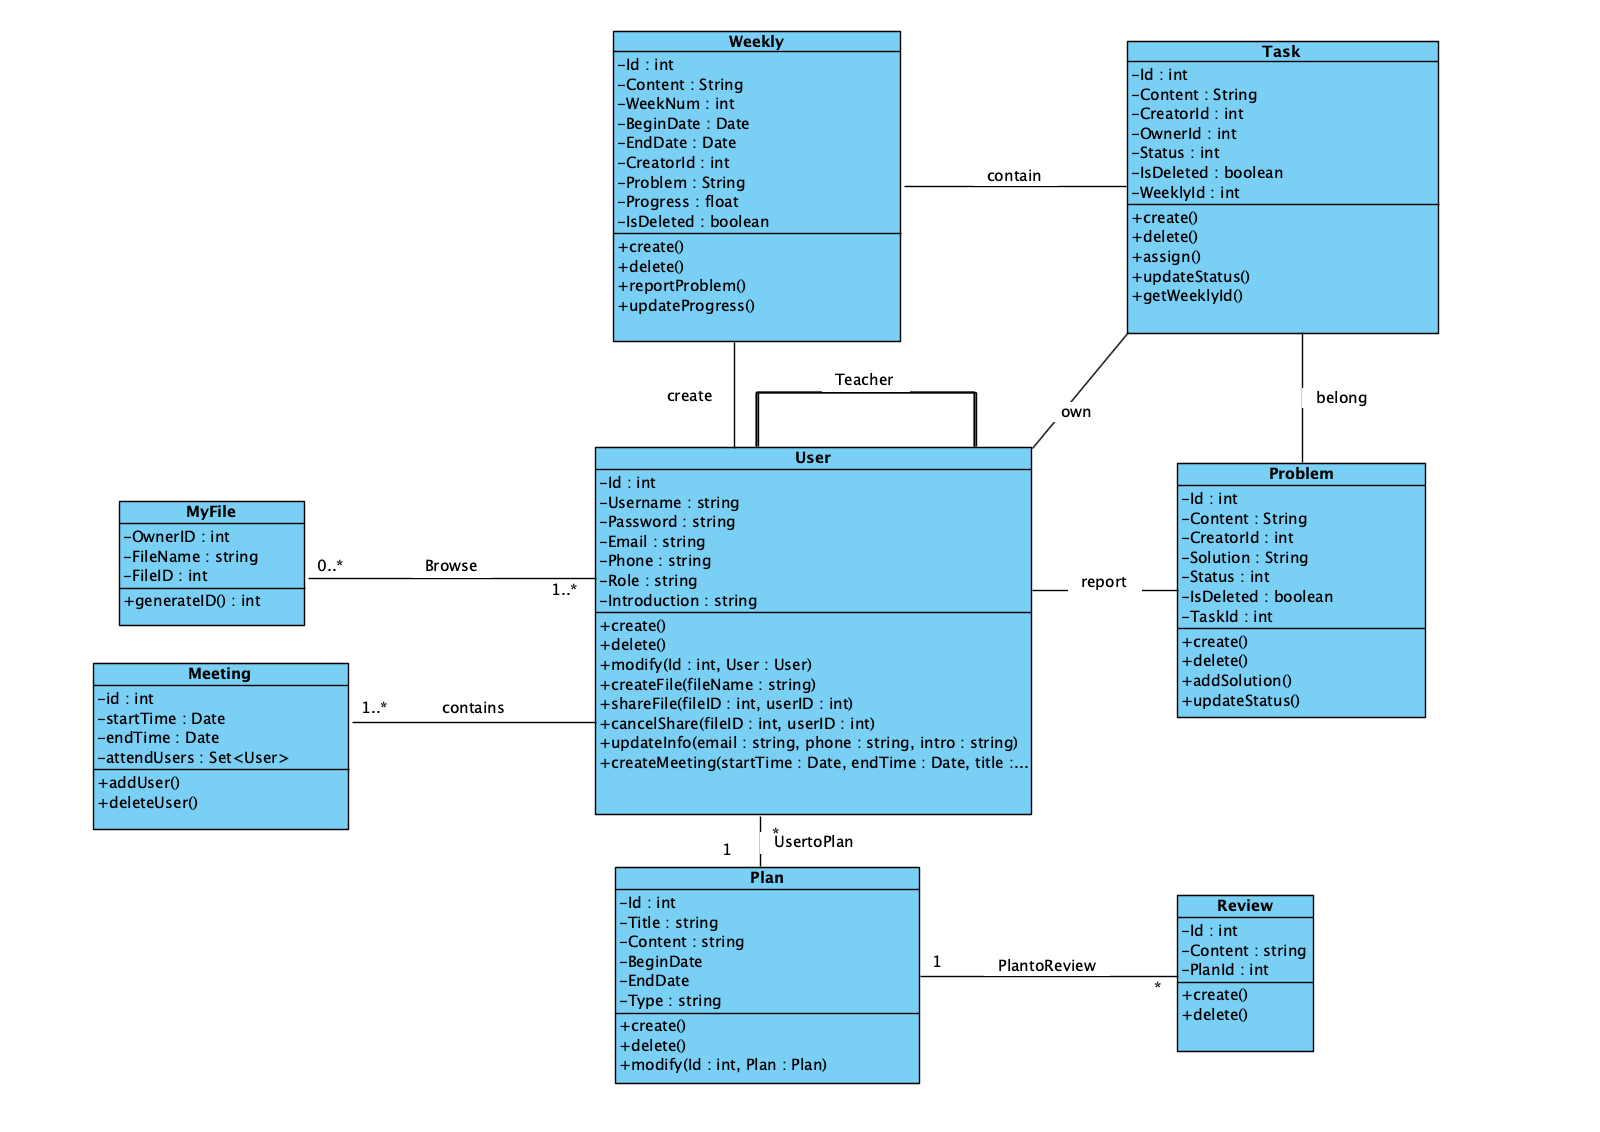 Weekly
-Id : int
-Content : String
-WeekNum : int
-BeginDate : Date
-EndDate : Date
-CreatorId : int
-Problem : String
-Progress : float
-IsDeleted : boolean
+create()
+delete()
+reportProblem()
+updateProgress()
contain
Task
-Id : int
-Content : String
-CreatorId : int
-OwnerId : int
-Status : int
-IsDeleted : boolean
-WeeklyId : int
+create()
+delete()
+assign()
+updateStatus()
+getWeeklyId()
create
Teacher
own
belong
User
-Id : int
-Username : string
-Password : string
-Email : string
-Phone : string
-Role : string
-Introduction : string
+create()
+delete()
+modify(Id : int, User : User)
+createFile(fileName : string)
+shareFile(fileID : int, userID : int)
+cancelShare(fileID : int, userID : int)
+updateInfo(email : string, phone : string, intro : string)
+createMeeting(startTime : Date, endTime : Date, title :...
Problem
-Id : int
-Content : String
-CreatorId : int
-Solution : String
-Status : int
-IsDeleted : boolean
-TaskId : int
+create()
+delete()
+addSolution()
+updateStatus()
report
MyFile
-OwnerID : int
-FileName : string
-FileID : int
+generateID() : int
0..*
Browse
1..*
Meeting
-id : int
-startTime : Date
-endTime : Date
-attendUsers : Set<User>
+addUser()
+deleteUser()
1..*
contains
*
UsertoPlan
1
Plan
-Id : int
-Title : string
-Content : string
-BeginDate
-EndDate
-Type : string
+create()
+delete()
+modify(Id : int, Plan : Plan)
1
PlantoReview
*
Review
-Id : int
-Content : string
-PlanId : int
+create()
+delete()